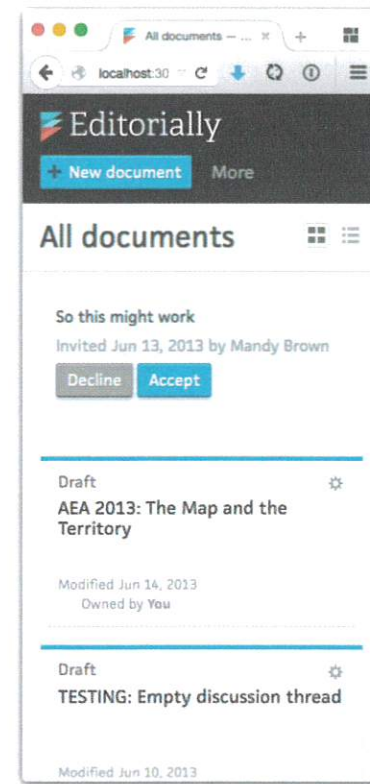 All documents — ...
localhost:30
Editorially
+ New document More
All documents
So this might work
Invited Jun 13, 2013 by Mandy Brown
Decline Accept
Draft
AEA 2013: The Map and the
Territory
Modified Jun 14, 2013
Owned by You
Draft
TESTING: Empty discussion thread
Modified Jun 10, 2013